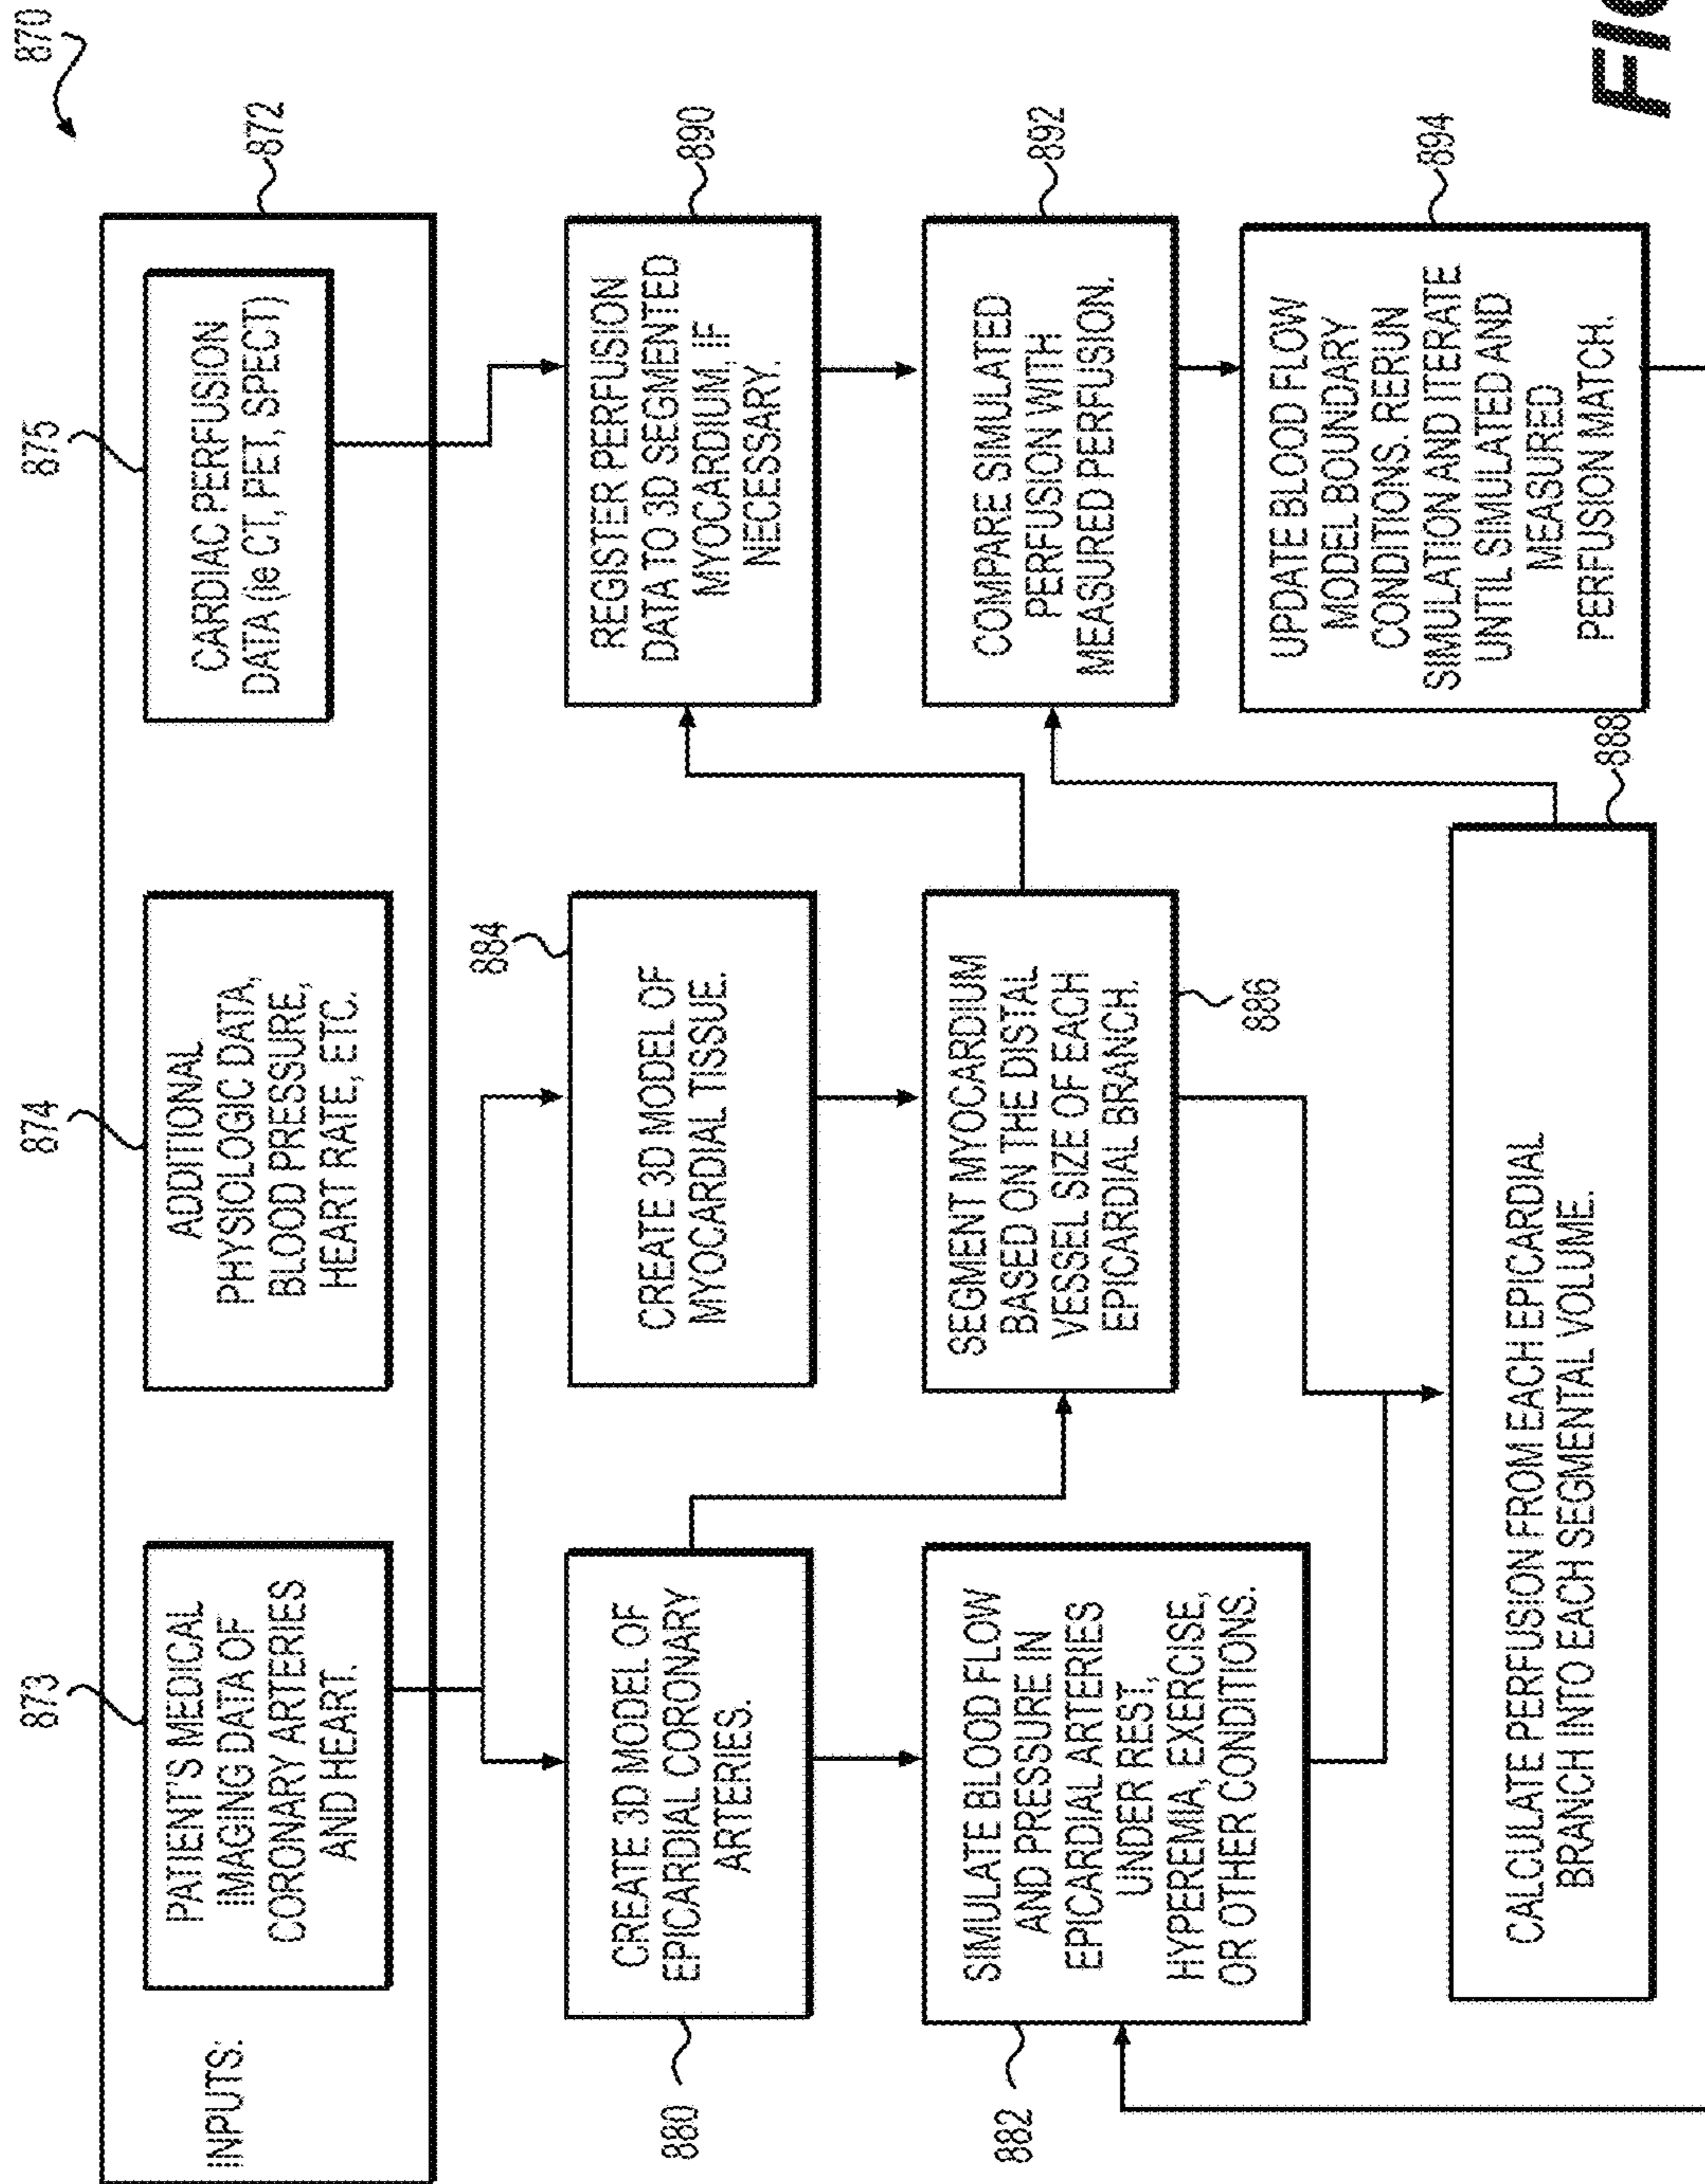 870
872
INPUTS:
873
PATIENT'S MEDICAL
IMAGING DATA OF
CORONARY ARTERIES
AND HEART.
874
ADDITIONAL
PHYSIOLOGIC DATA,
BLOOD PRESSURE,
HEART RATE, ETC.
875
CARDIAC PERFUSION
DATA (ie CT, PET, SPECT)
880
CREATE 3D MODEL OF
EPICARDIAL CORONARY
ARTERIES.
884
CREATE 3D MODEL OF
MYOCARDIAL TISSUE.
890
REGISTER PERFUSION
DATA TO 3D SEGMENTED
MYOCARDIUM, IF
NECESSARY.
882
SIMULATE BLOOD FLOW
AND PRESSURE IN
EPICARDIAL ARTERIES
UNDER REST,
HYPEREMIA, EXERCISE,
OR OTHER CONDITIONS.
SEGMENT MYOCARDIUM
BASED ON THE DISTAL
VESSEL SIZE OF EACH
EPICARDIAL BRANCH.
886
892
COMPARE SIMULATED
PERFUSION WITH
MEASURED PERFUSION.
894
UPDATE BLOOD FLOW
MODEL BOUNDARY
CONDITIONS. RERUN
SIMULATION AND ITERATE
UNTIL SIMULATED AND
MEASURED
PERFUSION MATCH.
888
CALCULATE PERFUSION FROM EACH EPICARDIAL
BRANCH INTO EACH SEGMENTAL VOLUME.